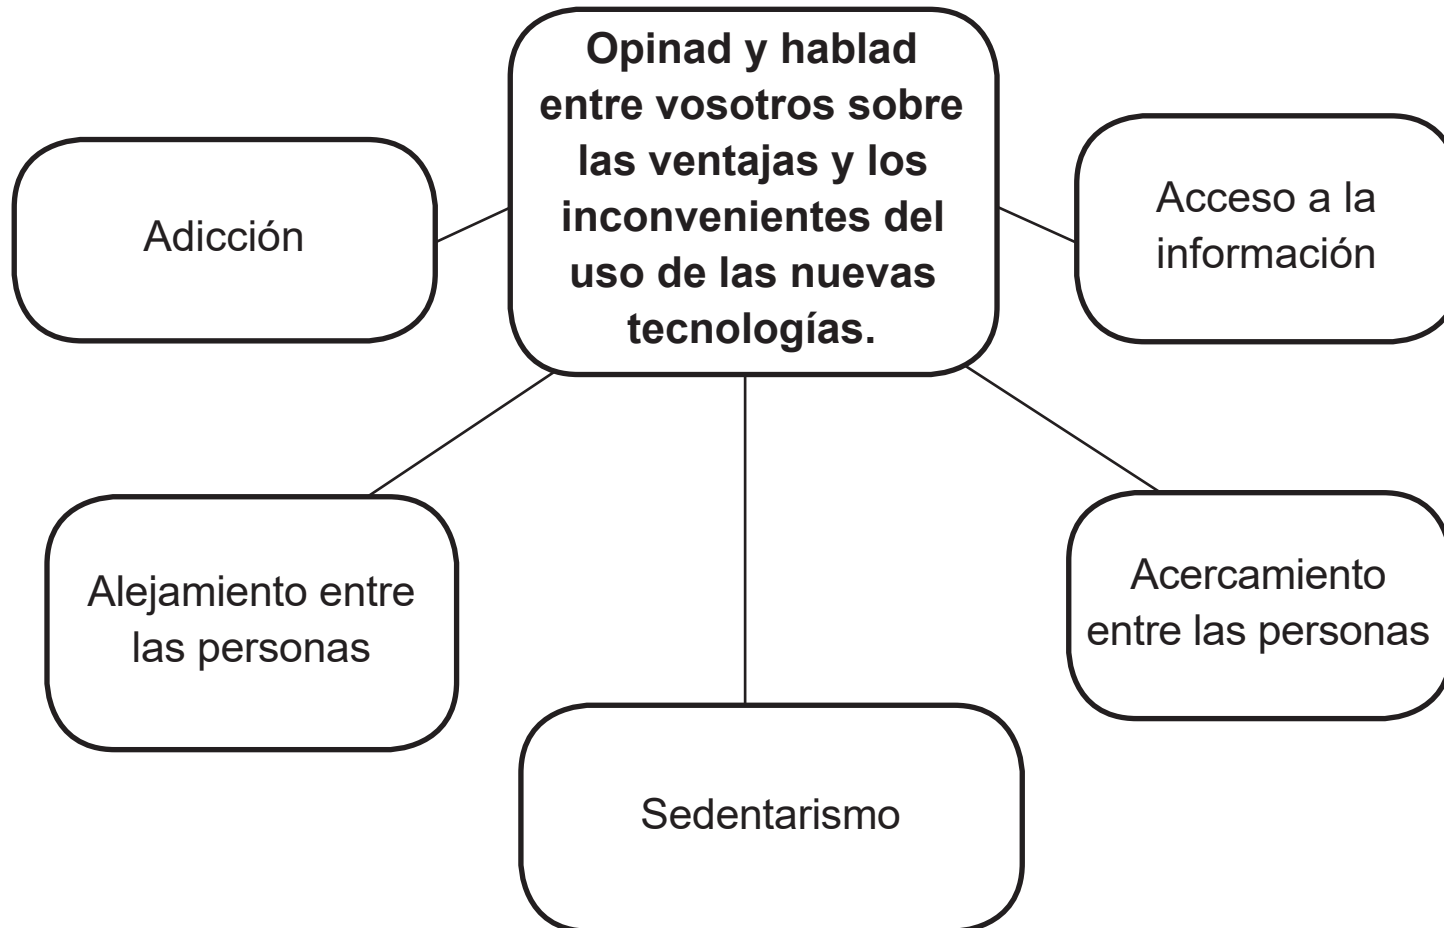 Opinad y hablad
entre vosotros sobre
las ventajas y los
inconvenientes del
uso de las nuevas
tecnologías.
Adicción
Acceso a la
información
Alejamiento entre
las personas
Acercamiento
entre las personas
Sedentarismo